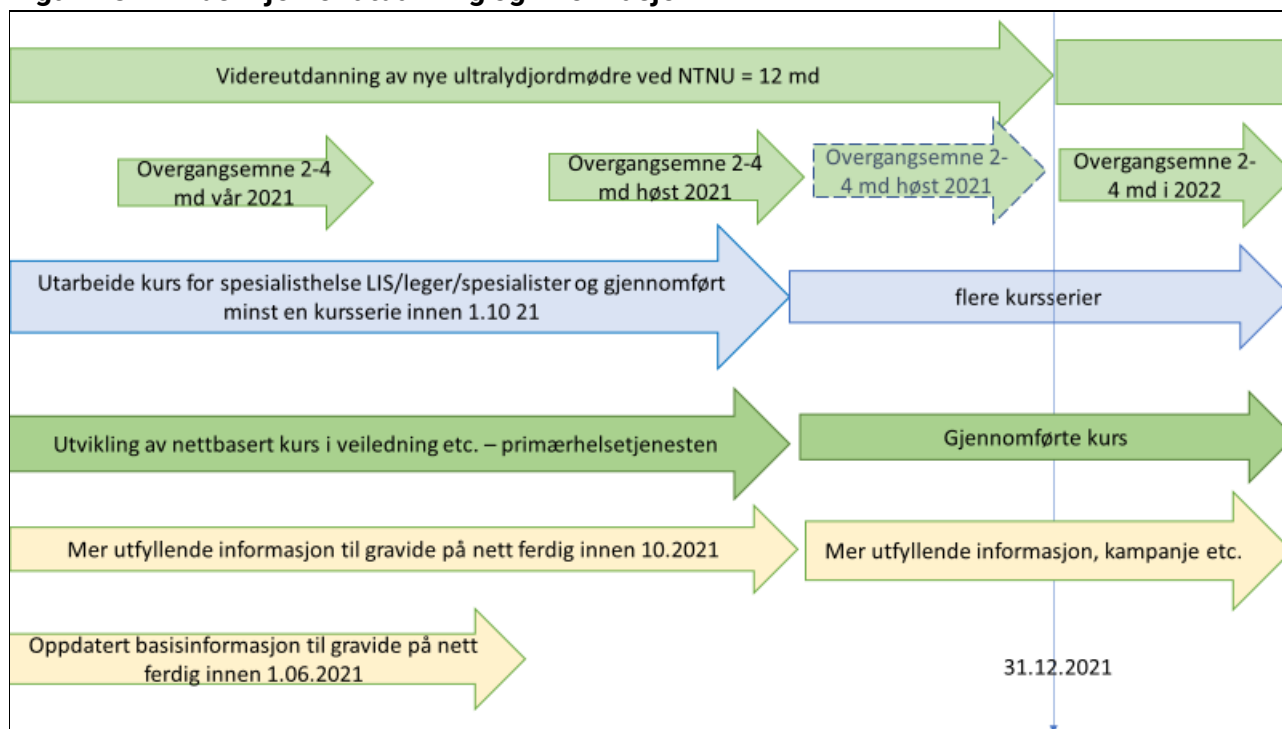 Videreutdanning av nye ultralydjordmødre ved NTNU = 12 md
Overgangsemne 2-4
md vår 2021
Overgangsemne 2-4
md høst 2021
Overgangsemne 2-
4 md høst 2021
Overgangsemne 2-
4 md i 2022
Utarbeide kurs for spesialisthelse LIS/leger/spesialister og gjennomført
minst en kursserie innen 1.10 21
flere kursserier
Utvikling av nettbasert kurs i veiledning etc. – primærhelsetjenesten
Gjennomførte kurs
Mer utfyllende informasjon til gravide på nett ferdig innen 10.2021
Mer utfyllende informasjon, kampanje etc.
Oppdatert basisinformasjon til gravide på nett
ferdig innen 1.06.2021
31.12.2021